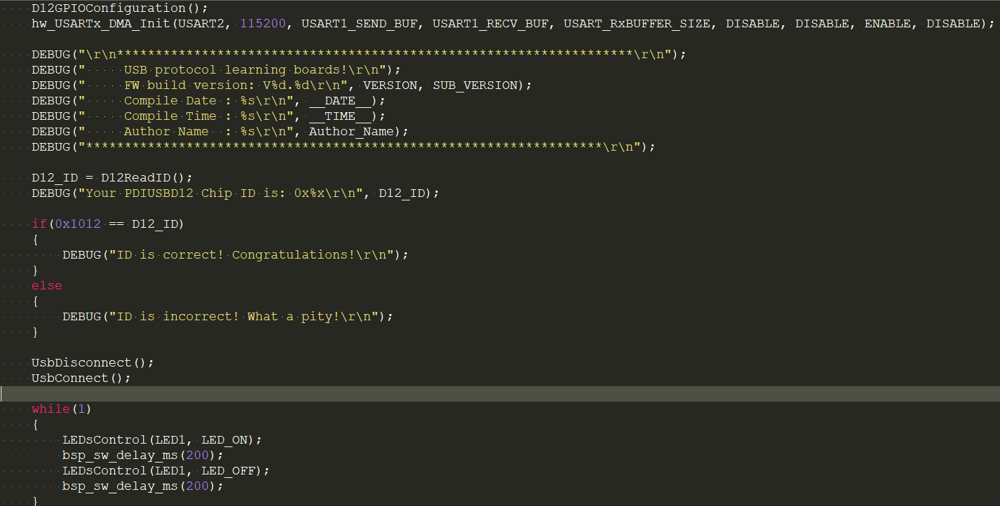 D12GPIOConfiguration();
hw_USARTx_DMA_Init(USART2, 115200, USART1_SEND_BUF, USART1_RECV_BUF, USART_RxBUFFER_SIZE, DISABLE, DISABLE, ENABLE, DISABLE);
DEBUG("\r\n*******************************************************************\r\n");
DEBUG("     USB protocol learning boards!\r\n");
DEBUG("     FW build version: V%d.%d\r\n", VERSION, SUB_VERSION);
DEBUG("     Compile Date : %s\r\n", __DATE__);
DEBUG("     Compile Time : %s\r\n", __TIME__);
DEBUG("     Author Name  : %s\r\n", Author_Name);
DEBUG("*******************************************************************\r\n");
D12_ID = D12ReadID();
DEBUG("Your PDIUSBD12 Chip ID is: 0x%x\r\n", D12_ID);
if(0x1012 == D12_ID)
{
DEBUG("ID is correct! Congratulations!\r\n");
}
else
{
DEBUG("ID is incorrect! What a pity!\r\n");
}
UsbDisconnect();
UsbConnect();
while(1)
{
LEDsControl(LED1, LED_ON);
bsp_sw_delay_ms(200);
LEDsControl(LED1, LED_OFF);
bsp_sw_delay_ms(200);
}